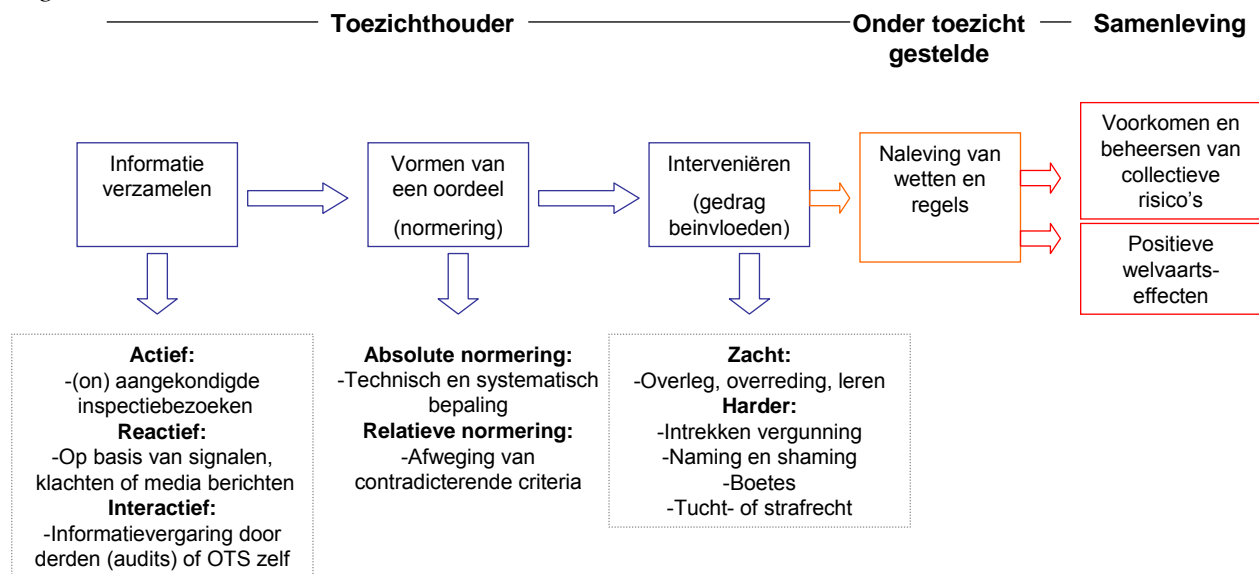 Toezichthouder
Onder toezicht
gestelde
Samenleving
Informatie
verzamelen
Vormen van
een oordeel
(normering)
Interveniëren
(gedrag
beinvloeden)
Naleving van
wetten en
regels
Voorkomen en
beheersen van
collectieve
risico's
Positieve
welvaarts-
effecten
Actief:
-(on) aangekondigde
inspectiebezoeken
Reactief:
-Op basis van signalen,
klachten of media berichten
Interactief:
-Informatievergaring door
derden (audits) of OTS zelf
Absolute normering:
-Technisch en systematisch
bepaling
Relatieve normering:
-Afweging van
contradicterende criteria
Zacht:
-Overleg, overreding, leren
Harder:
-Intrekken vergunning
-Naming en shaming
-Boetes
-Tucht- of strafrecht